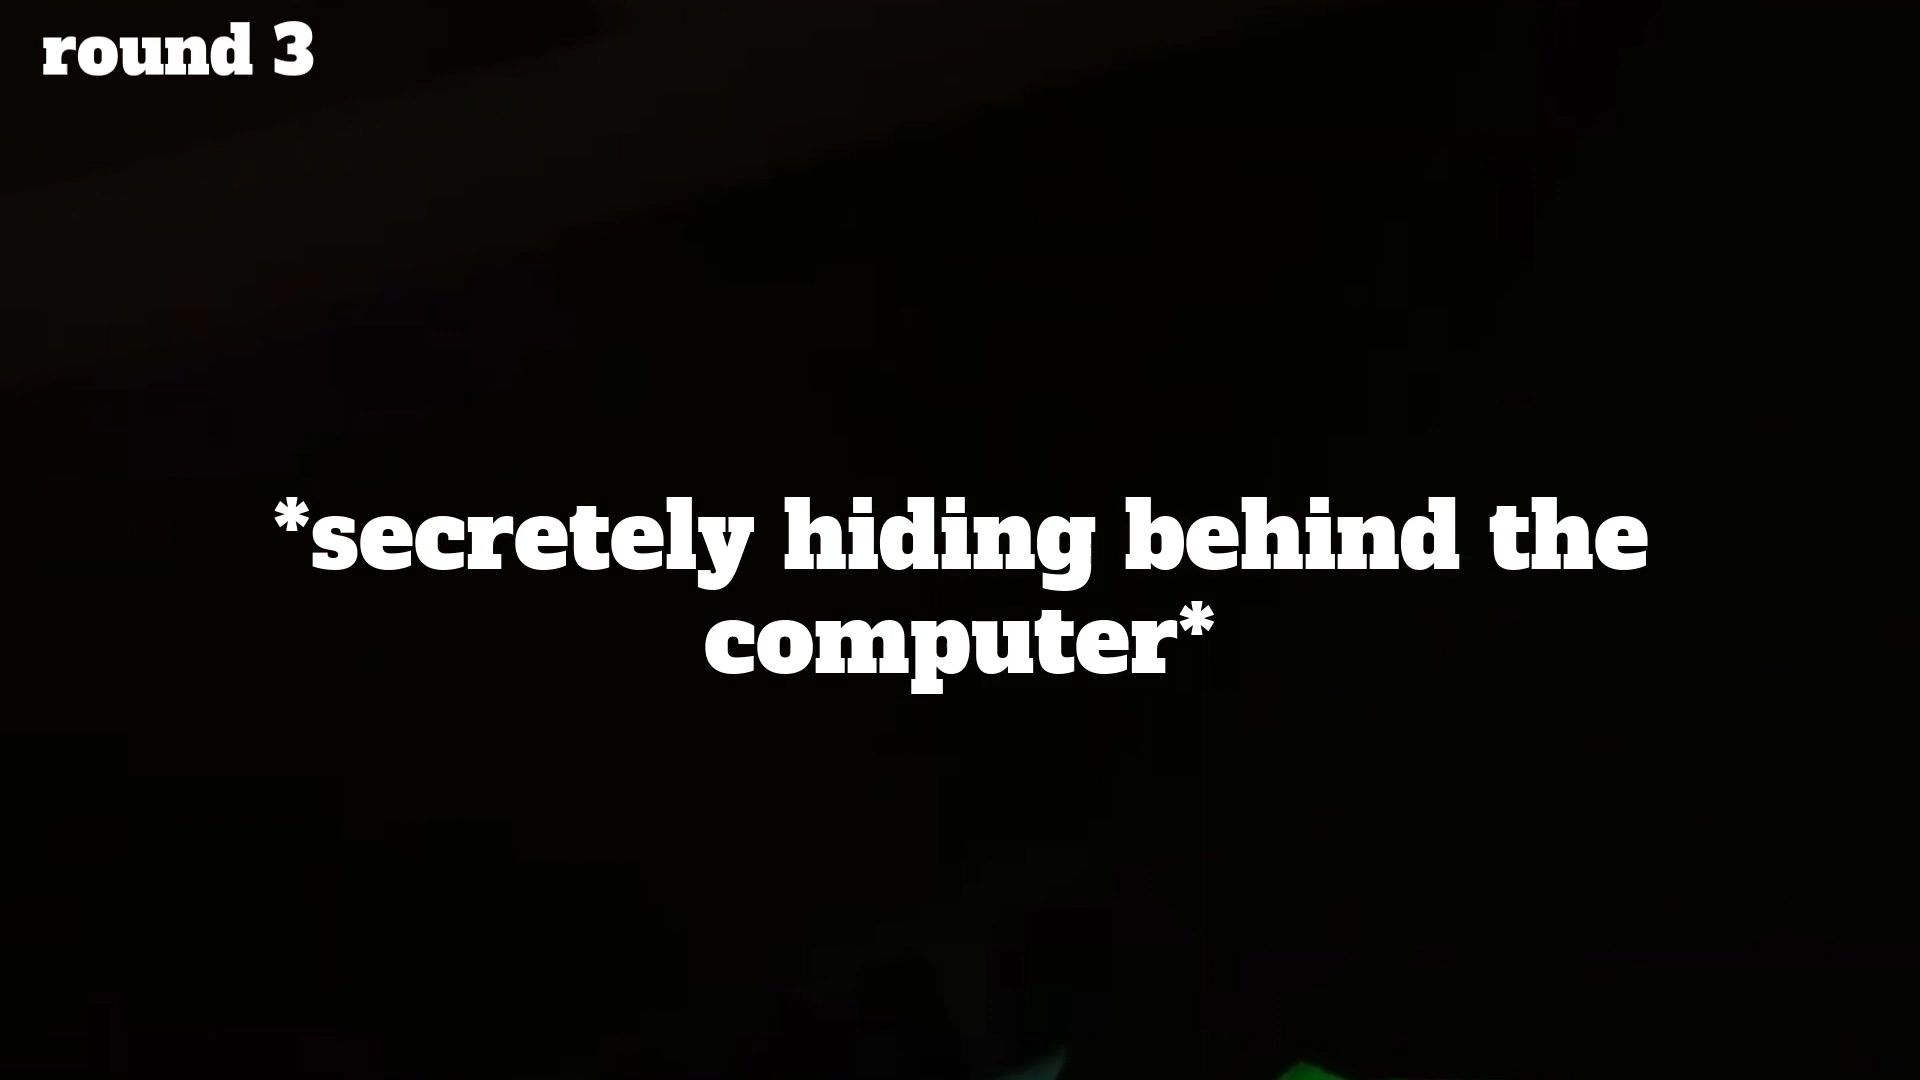 round 3
*secretely hiding behind the
computer*